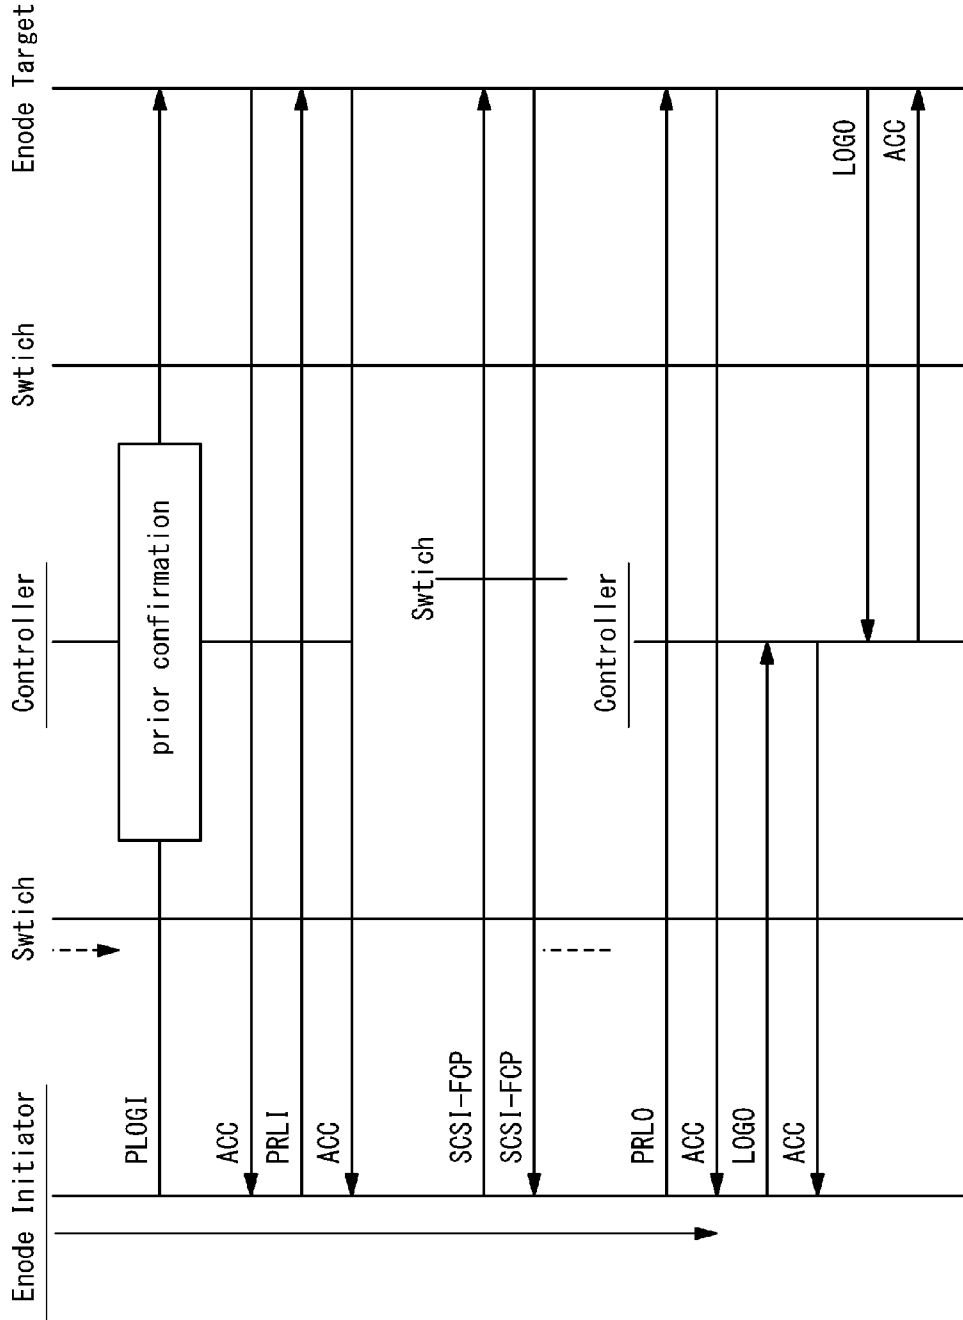 Enode Initiator
Swtich
Controller
Swtich
Enode Target
PLOGI
prior confirmation
ACC
PRLI
ACC
Swtich
SCSI-FCP
SCSI-FCP
Controller
PRLO
ACC
LOGO
ACC
LOGO
ACC